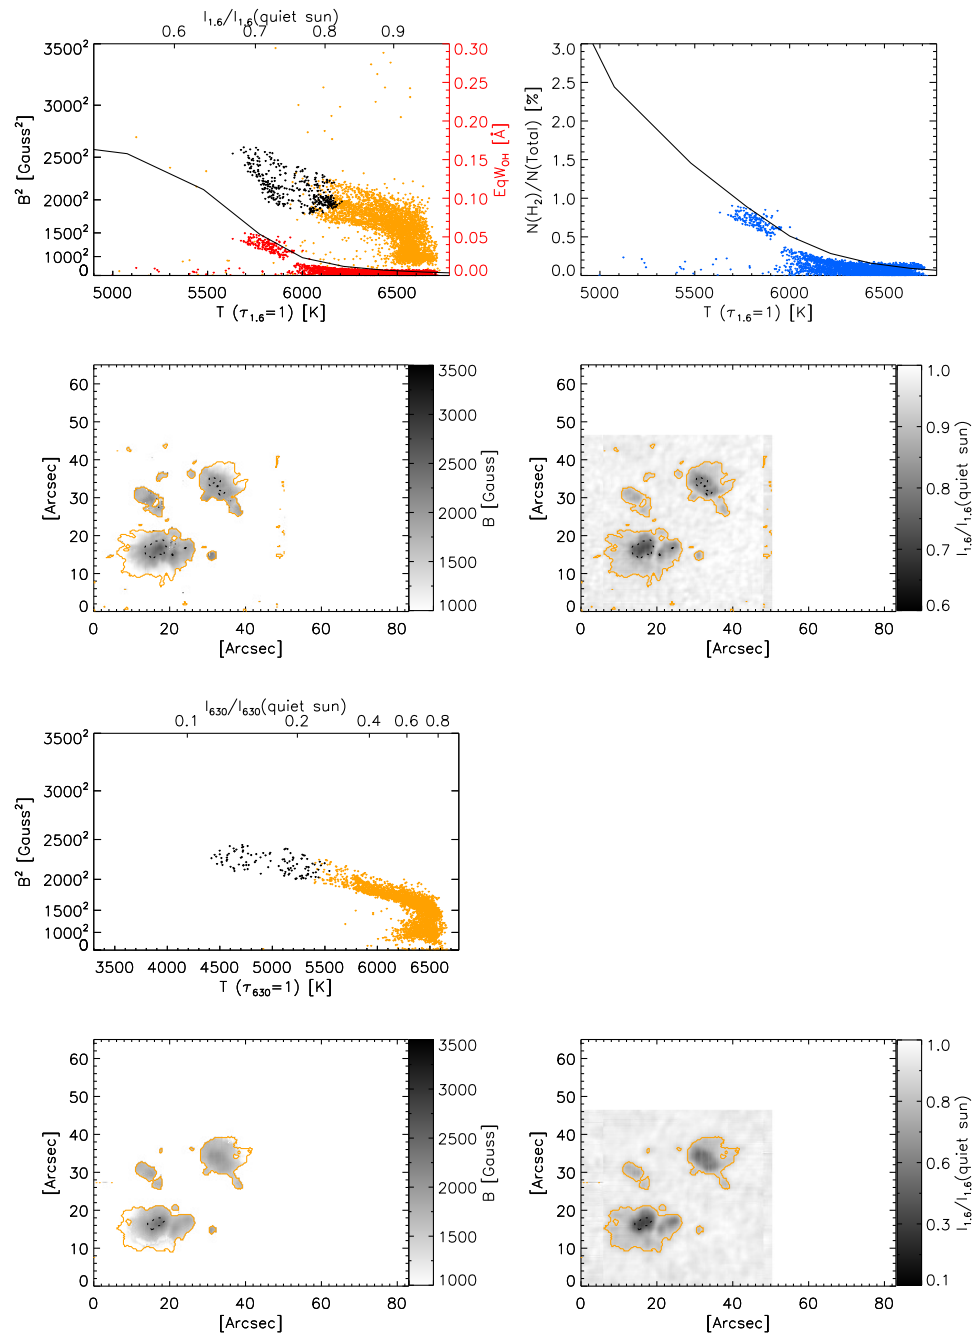 I₁.₆/I₁.₆(quiet sun)
0.6 0.7 0.8 0.9
3500² 3000² 2500² 2000² 1500² 1000² 0
B² [Gauss²]
0.30 0.25 0.20 0.15 0.10 0.05 0.00
EqW_OH [Å]
5000 5500 6000 6500
T (τ₁.₆=1) [K]
3.0 2.5 2.0 1.5 1.0 0.5 0.0
N(H₂)/N(Total) [%]
5000 5500 6000 6500
T (τ₁.₆=1) [K]
60 50 40 30 20 10 0
[Arcsec]
0 20 40 60 80
[Arcsec]
3500 3000 2500 2000 1500 1000
B [Gauss]
60 50 40 30 20 10 0
[Arcsec]
0 20 40 60 80
[Arcsec]
1.0 0.9 0.8 0.7 0.6
I₁.₆/I₁.₆(quiet sun)
I₆₃₀/I₆₃₀(quiet sun)
0.1 0.2 0.4 0.6 0.8
3500² 3000² 2500² 2000² 1500² 1000² 0
B² [Gauss²]
3500 4000 4500 5000 5500 6000 6500
T (τ₆₃₀=1) [K]
60 50 40 30 20 10 0
[Arcsec]
0 20 40 60 80
[Arcsec]
3500 3000 2500 2000 1500 1000
B [Gauss]
60 50 40 30 20 10 0
[Arcsec]
0 20 40 60 80
[Arcsec]
1.0 0.8 0.6 0.3 0.1
I₁.₆/I₁.₆(quiet sun)